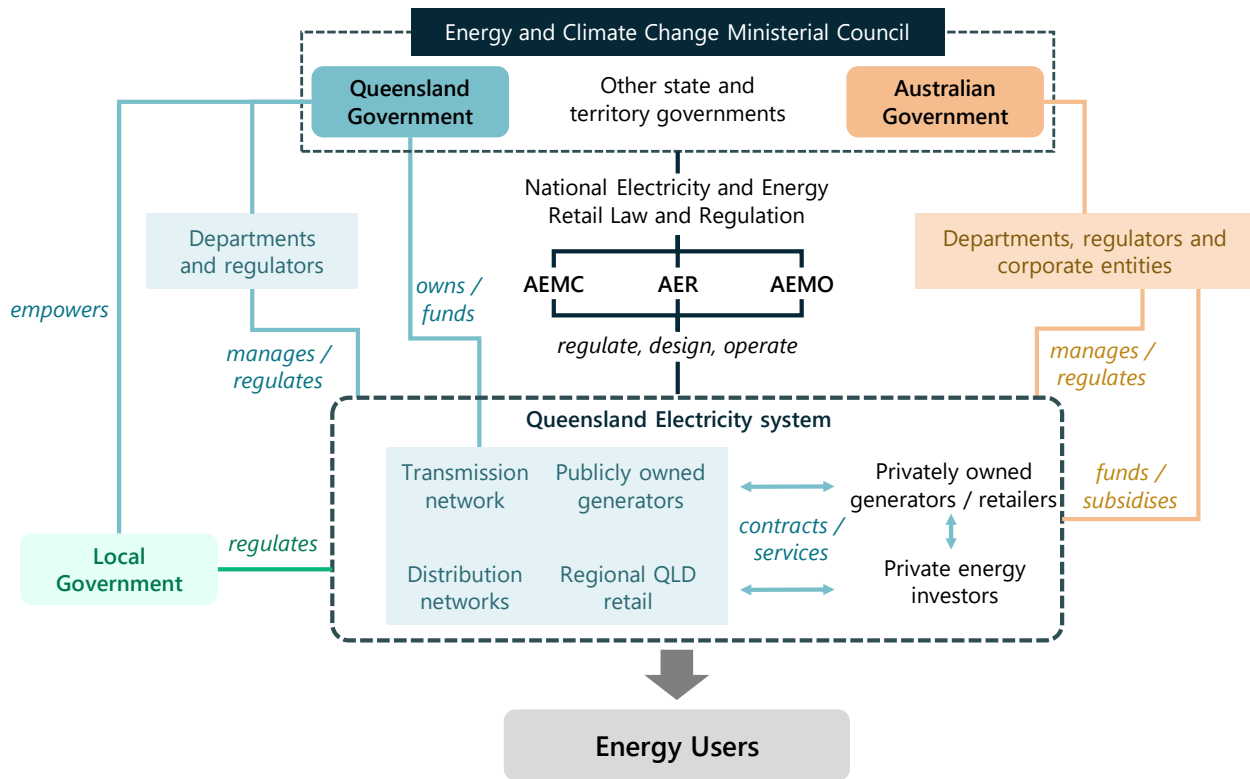 Energy and Climate Change Ministerial Council
Queensland
Government
Other state and
territory governments
Australian
Government
National Electricity and Energy
Retail Law and Regulation
Departments
and regulators
Departments, regulators and
corporate entities
AEMC
AER
AEMO
empowers
owns /
funds
regulate, design, operate
manages /
regulates
manages /
regulates
Queensland Electricity system
Transmission
network
Publicly owned
generators
Privately owned
generators / retailers
funds /
subsidises
contracts /
services
Local
Government
regulates
Distribution
networks
Regional QLD
retail
Private energy
investors
Energy Users